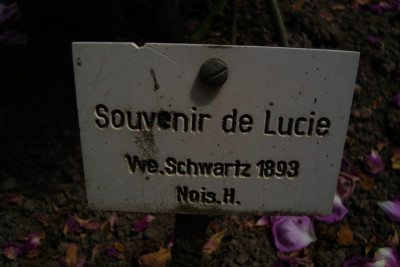 Souvenir de Lucie
Vve.Schwartz 1893
Nois.H.